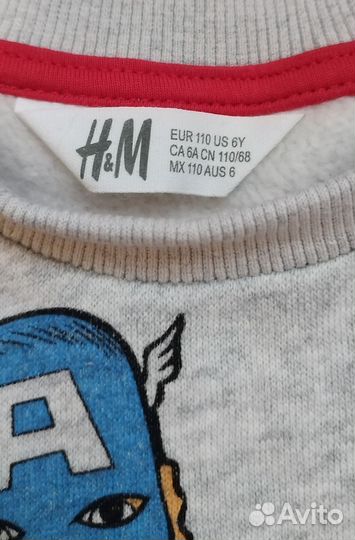 H&M
EUR 110 US 6Y
CA 6A CN 110/68
MX 110 AUS 6
A
Avito